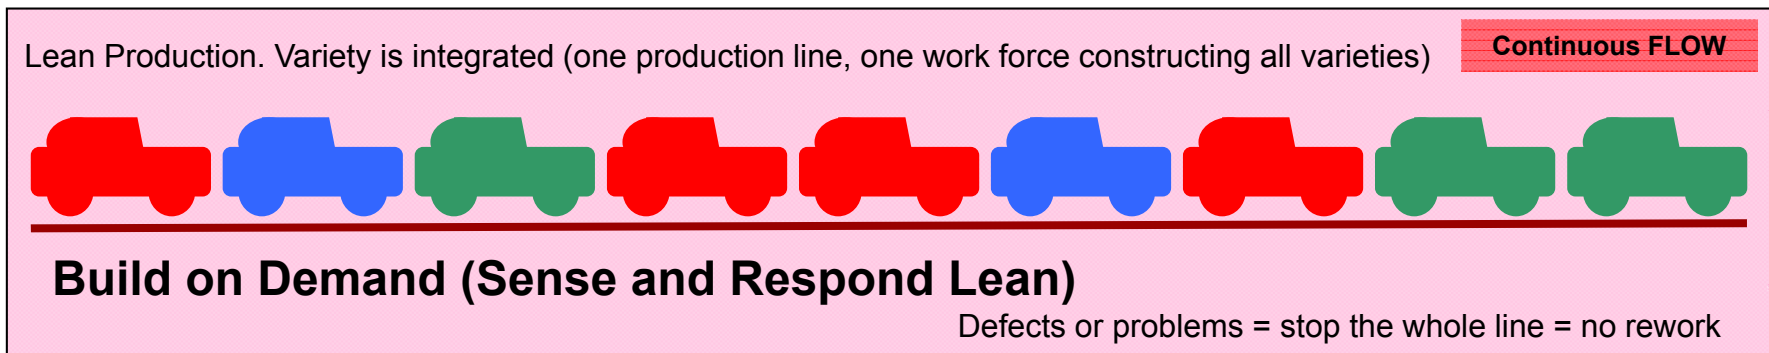 Lean Production. Variety is integrated (one production line, one work force constructing all varieties)
Continuous FLOW
Build on Demand (Sense and Respond Lean)
Defects or problems = stop the whole line = no rework